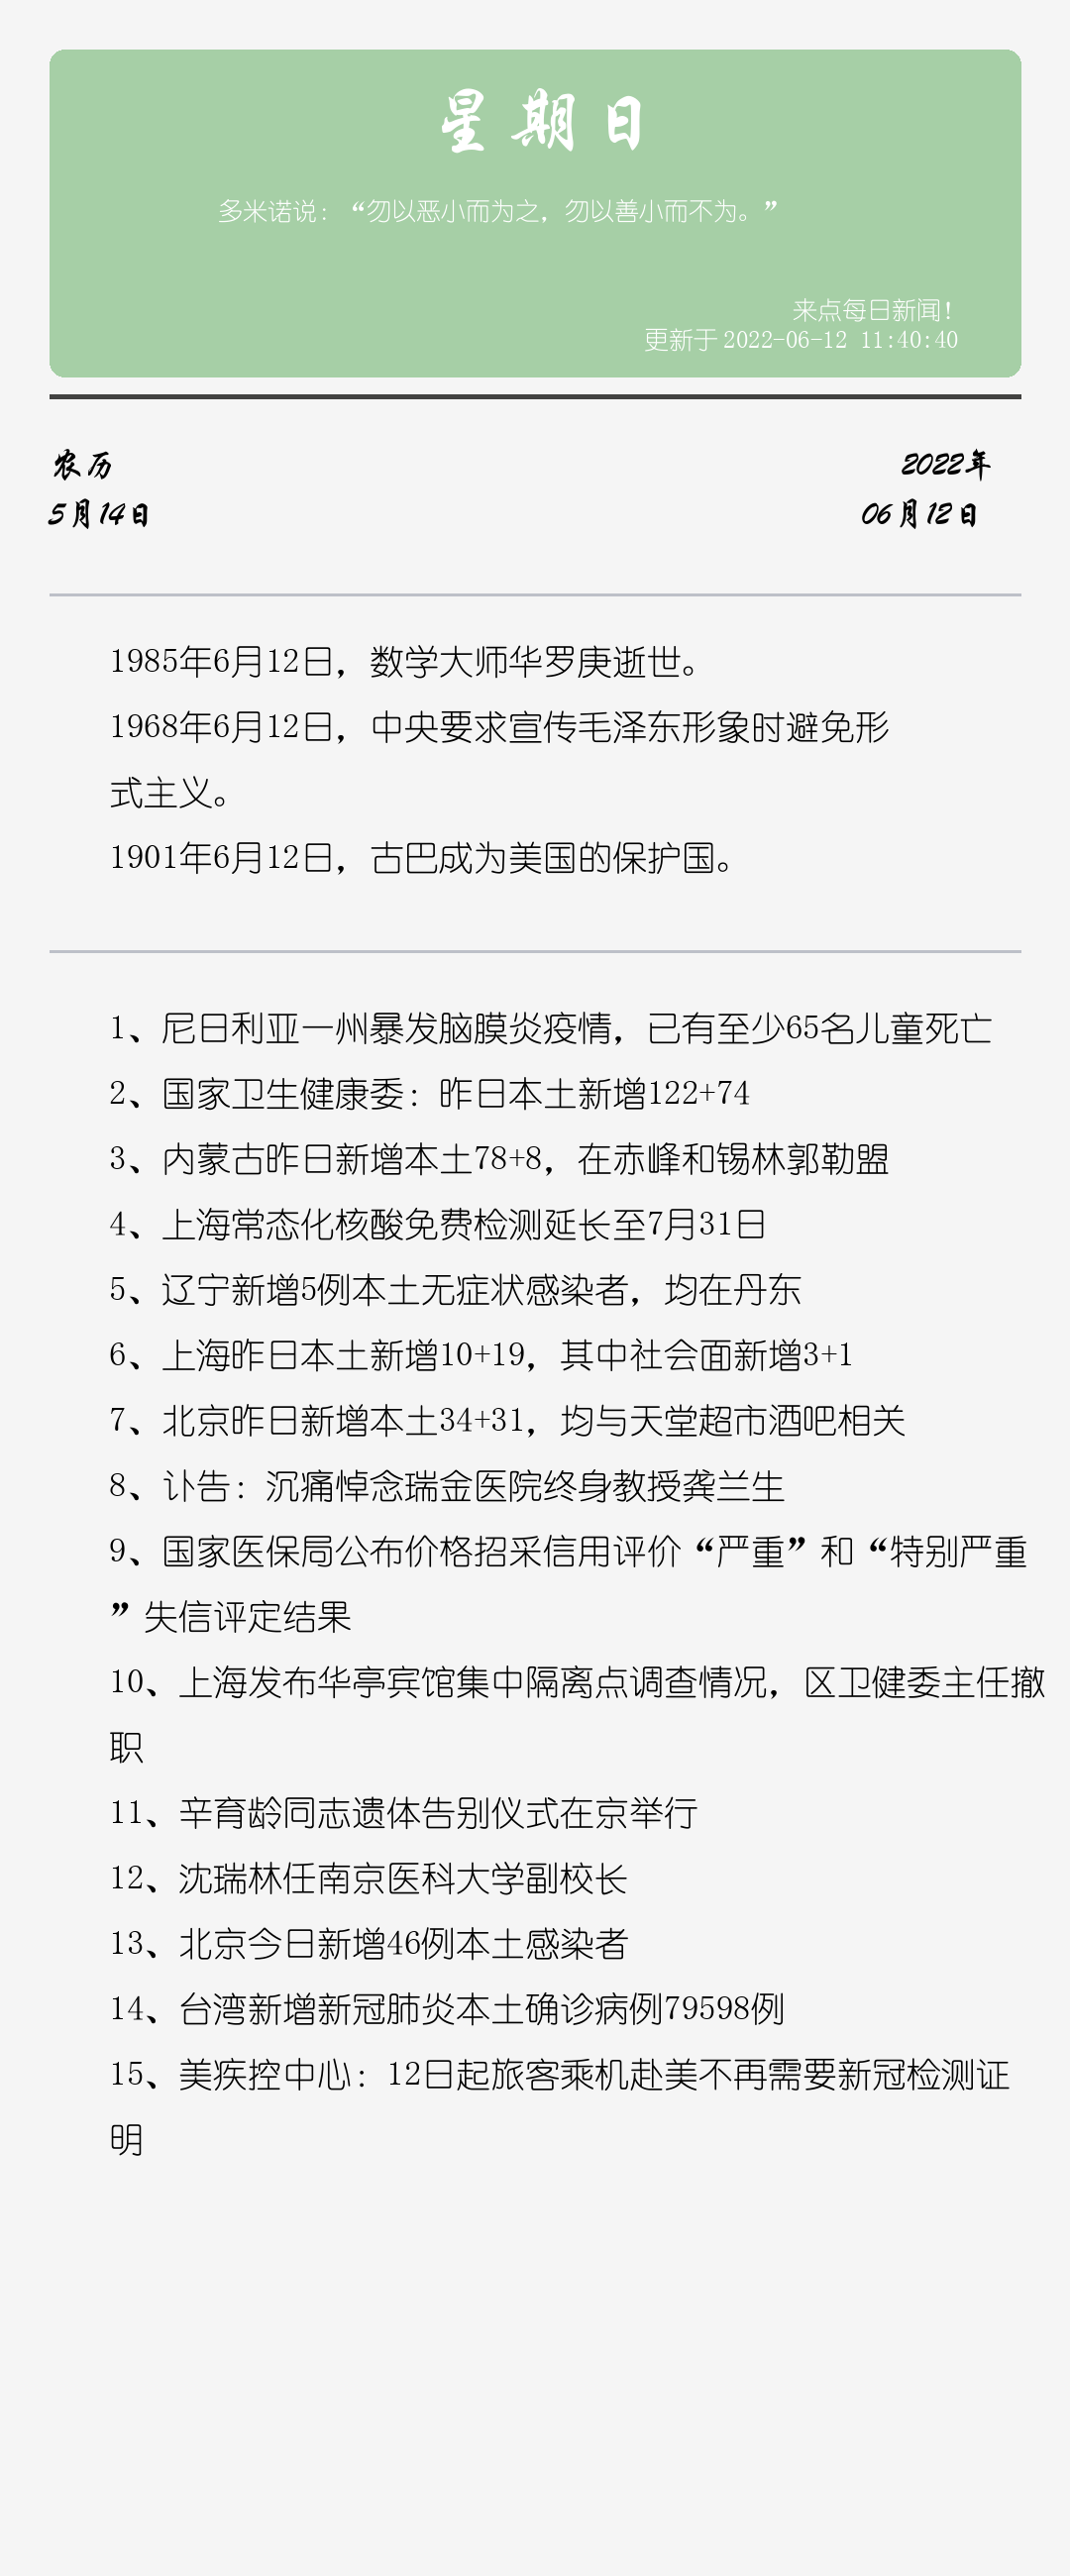 星期日
多米诺说：“勿以恶小而为之，勿以善小而不为。”
来点每日新闻！
更新于 2022-06-12 11:40:40
农历
5月14日
2022年
06月12日
1985年6月12日，数学大师华罗庚逝世。
1968年6月12日，中央要求宣传毛泽东形象时避免形
式主义。
1901年6月12日，古巴成为美国的保护国。
1、尼日利亚一州暴发脑膜炎疫情，已有至少65名儿童死亡
2、国家卫生健康委：昨日本土新增122+74
3、内蒙古昨日新增本土78+8，在赤峰和锡林郭勒盟
4、上海常态化核酸免费检测延长至7月31日
5、辽宁新增5例本土无症状感染者，均在丹东
6、上海昨日本土新增10+19，其中社会面新增3+1
7、北京昨日新增本土34+31，均与天堂超市酒吧相关
8、讣告：沉痛悼念瑞金医院终身教授龚兰生
9、国家医保局公布价格招采信用评价“严重”和“特别严重
”失信评定结果
10、上海发布华亭宾馆集中隔离点调查情况，区卫健委主任撤
职
11、辛育龄同志遗体告别仪式在京举行
12、沈瑞林任南京医科大学副校长
13、北京今日新增46例本土感染者
14、台湾新增新冠肺炎本土确诊病例79598例
15、美疾控中心：12日起旅客乘机赴美不再需要新冠检测证
明